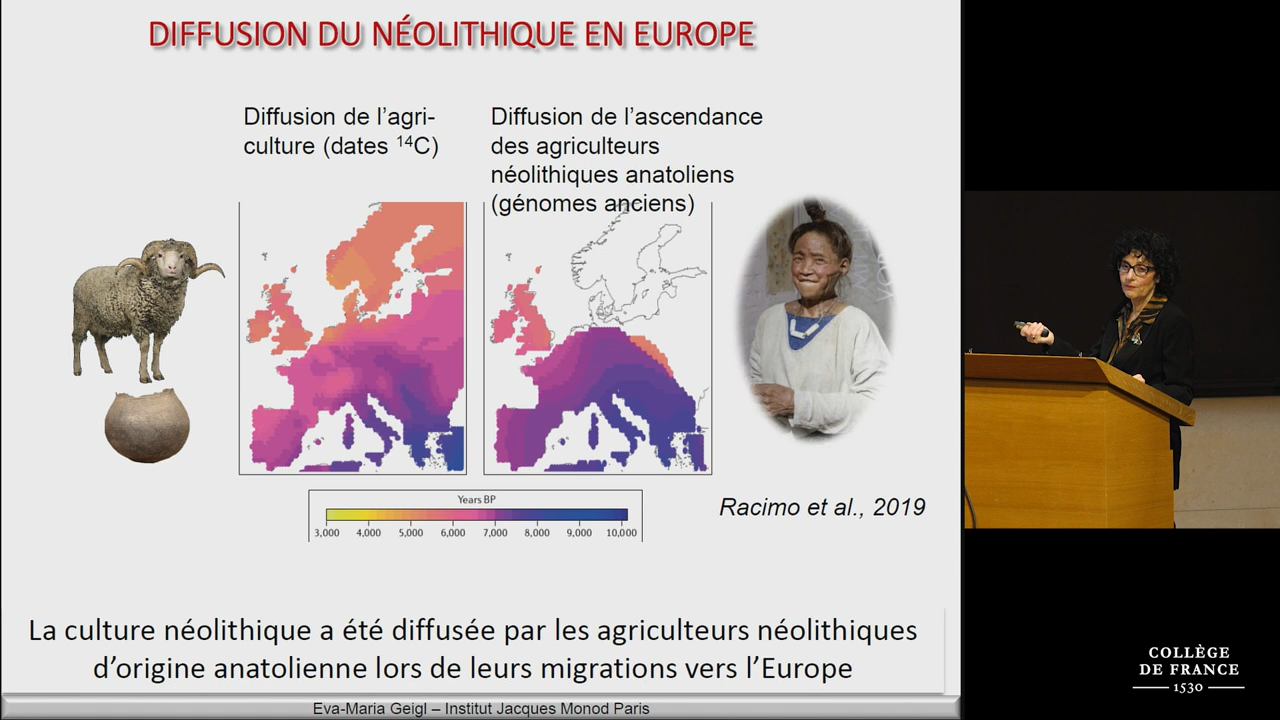 DIFFUSION DU NÉOLITHIQUE EN EUROPE
Diffusion de l’agri-
culture (dates ¹⁴C)
Diffusion de l’ascendance
des agriculteurs
néolithiques anatoliens
(génomes anciens)
Years BP
3,000 4,000 5,000 6,000 7,000 8,000 9,000 10,000
Racimo et al., 2019
La culture néolithique a été diffusée par les agriculteurs néolithiques
d’origine anatolienne lors de leurs migrations vers l’Europe
Eva-Maria Geigl – Institut Jacques Monod Paris
COLLÈGE
DE FRANCE
1530